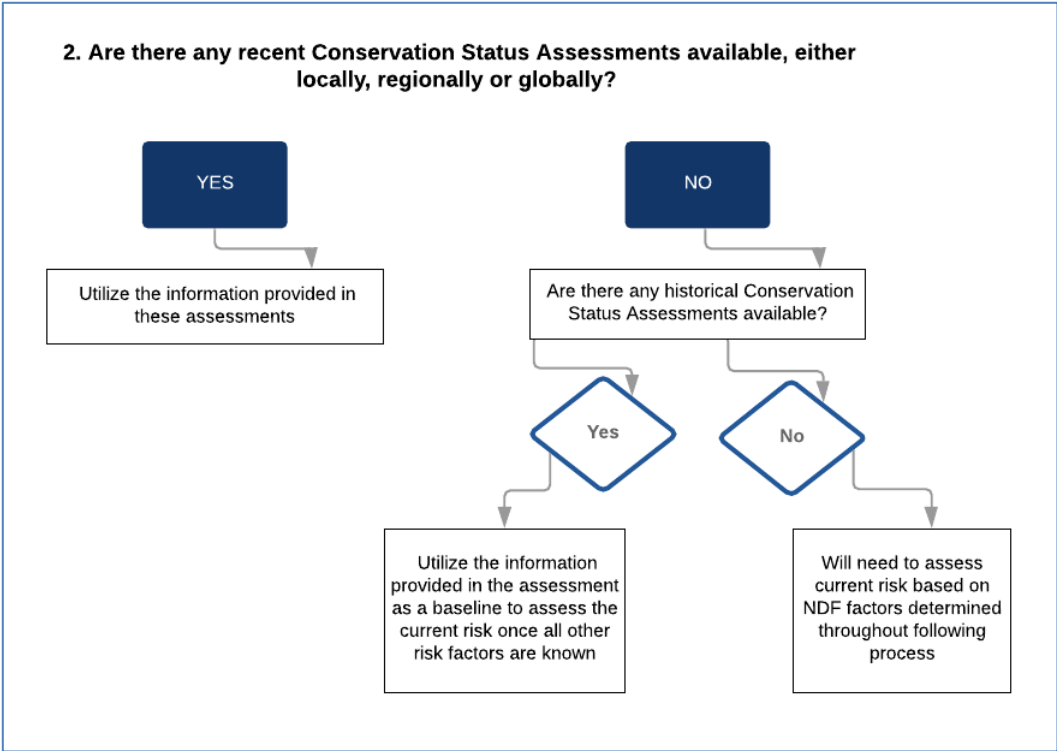 2. Are there any recent Conservation Status Assessments available, either
locally, regionally or globally?
YES
NO
Utilize the information provided in
these assessments
Are there any historical Conservation
Status Assessments available?
Yes
No
Utilize the information
provided in the assessment
as a baseline to assess the
current risk once all other
risk factors are known
Will need to assess
current risk based on
NDF factors determined
throughout following
process